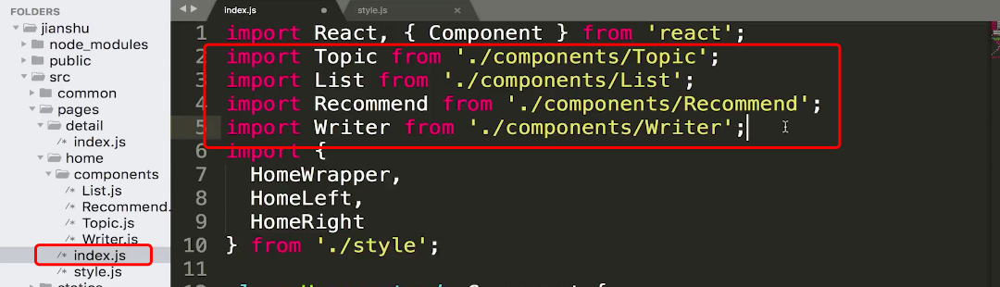 FOLDERS
jianshu
node_modules
public
src
common
pages
detail
index.js
home
components
/* List.js
/* Recommend.
/* Topic.js
/* Writer.js
/* index.js
/* style.js
index.js
style.js
1 import React, { Component } from 'react';
2 import Topic from './components/Topic';
3 import List from './components/List';
4 import Recommend from './components/Recommend';
5 import Writer from './components/Writer';
6 import {
7 HomeWrapper,
8 HomeLeft,
9 HomeRight
10 } from './style';
11